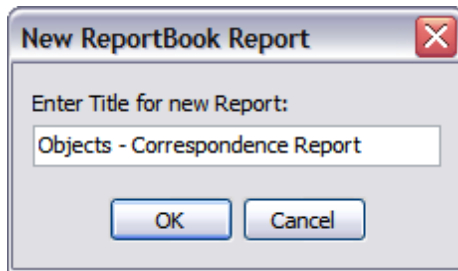 New ReportBook Report
Enter Title for new Report:
Objects - Correspondence Report
OK Cancel